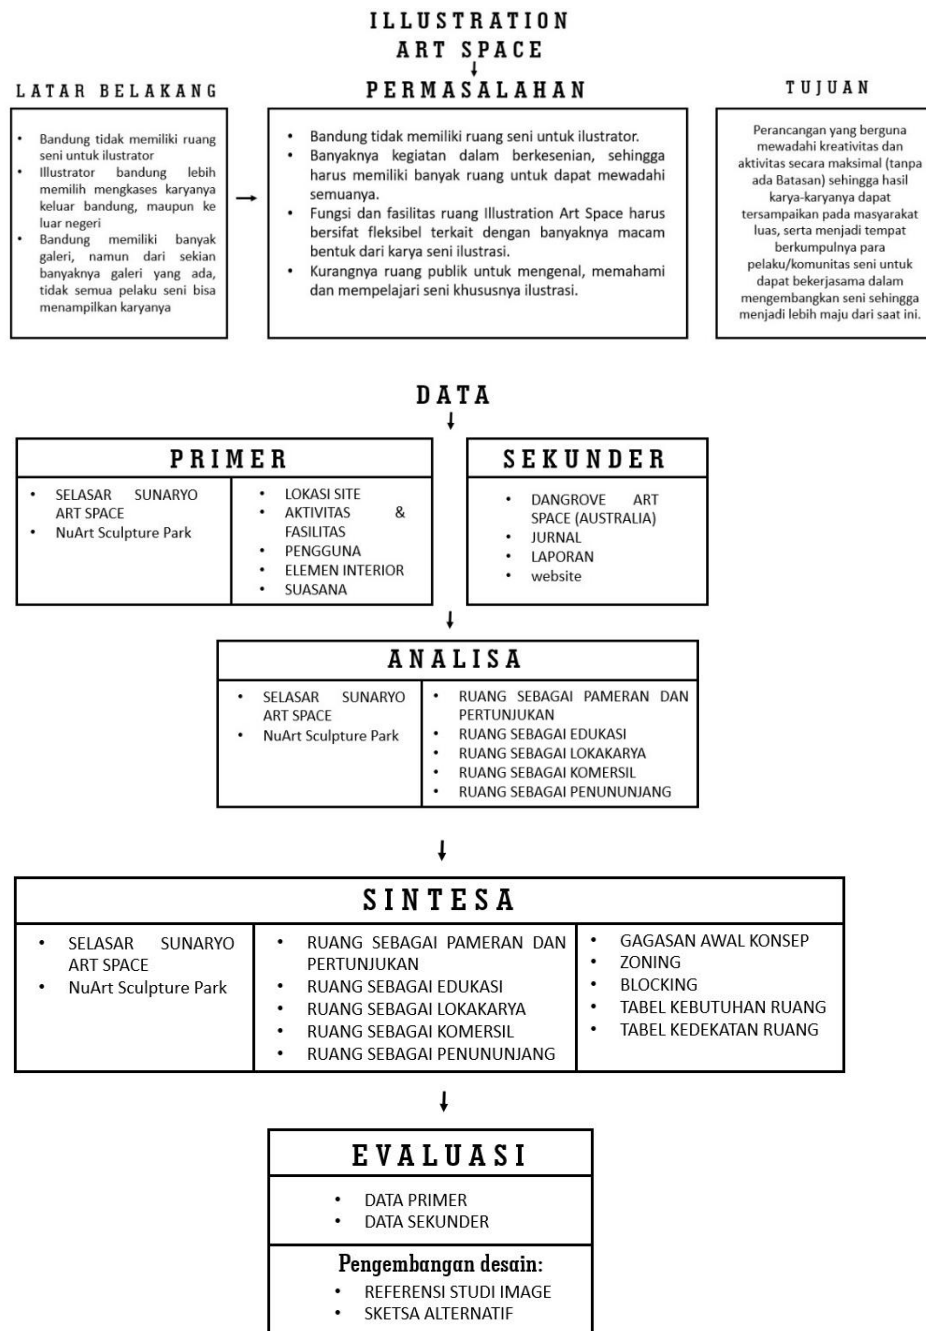 ILLUSTRATION
ART SPACE
LATAR BELAKANG
• Bandung tidak memiliki ruang
seni untuk ilustrator
• Illustrator bandung lebih
memilih mengkases karyanya
keluar bandung, maupun ke
luar negeri
• Bandung memiliki banyak
galeri, namun dari sekian
banyaknya galeri yang ada,
tidak semua pelaku seni bisa
menampilkan karyanya
PERMASALAHAN
• Bandung tidak memiliki ruang seni untuk ilustrator.
• Banyaknya kegiatan dalam berkesenian, sehingga
harus memiliki banyak ruang untuk dapat mewadahi
semuanya.
• Fungsi dan fasilitas ruang Illustration Art Space harus
bersifat fleksibel terkait dengan banyaknya macam
bentuk dari karya seni ilustrasi.
• Kurangnya ruang publik untuk mengenal, memahami
dan mempelajari seni khususnya ilustrasi.
TUJUAN
Perancangan yang berguna
mewadahi kreativitas dan
aktivitas secara maksimal (tanpa
ada Batasan) sehingga hasil
karya-karyanya dapat
tersampaikan pada masyarakat
luas, serta menjadi tempat
berkumpulnya para
pelaku/komunitas seni untuk
dapat bekerjasama dalam
mengembangkan seni sehingga
menjadi lebih maju dari saat ini.
DATA
PRIMER
• SELASAR SUNARYO
ART SPACE
• NuArt Sculpture Park
• LOKASI SITE
• AKTIVITAS &
FASILITAS
• PENGGUNA
• ELEMEN INTERIOR
• SUASANA
SEKUNDER
• DANGROVE ART
SPACE (AUSTRALIA)
• JURNAL
• LAPORAN
• website
ANALISA
• SELASAR SUNARYO
ART SPACE
• NuArt Sculpture Park
• RUANG SEBAGAI PAMERAN DAN
PERTUNJUKAN
• RUANG SEBAGAI EDUKASI
• RUANG SEBAGAI LOKAKARYA
• RUANG SEBAGAI KOMERSIL
• RUANG SEBAGAI PENUNUNJANG
SINTESA
• SELASAR SUNARYO
ART SPACE
• NuArt Sculpture Park
• RUANG SEBAGAI PAMERAN DAN
PERTUNJUKAN
• RUANG SEBAGAI EDUKASI
• RUANG SEBAGAI LOKAKARYA
• RUANG SEBAGAI KOMERSIL
• RUANG SEBAGAI PENUNUNJANG
• GAGASAN AWAL KONSEP
• ZONING
• BLOCKING
• TABEL KEBUTUHAN RUANG
• TABEL KEDEKATAN RUANG
EVALUASI
• DATA PRIMER
• DATA SEKUNDER
Pengembangan desain:
• REFERENSI STUDI IMAGE
• SKETSA ALTERNATIF